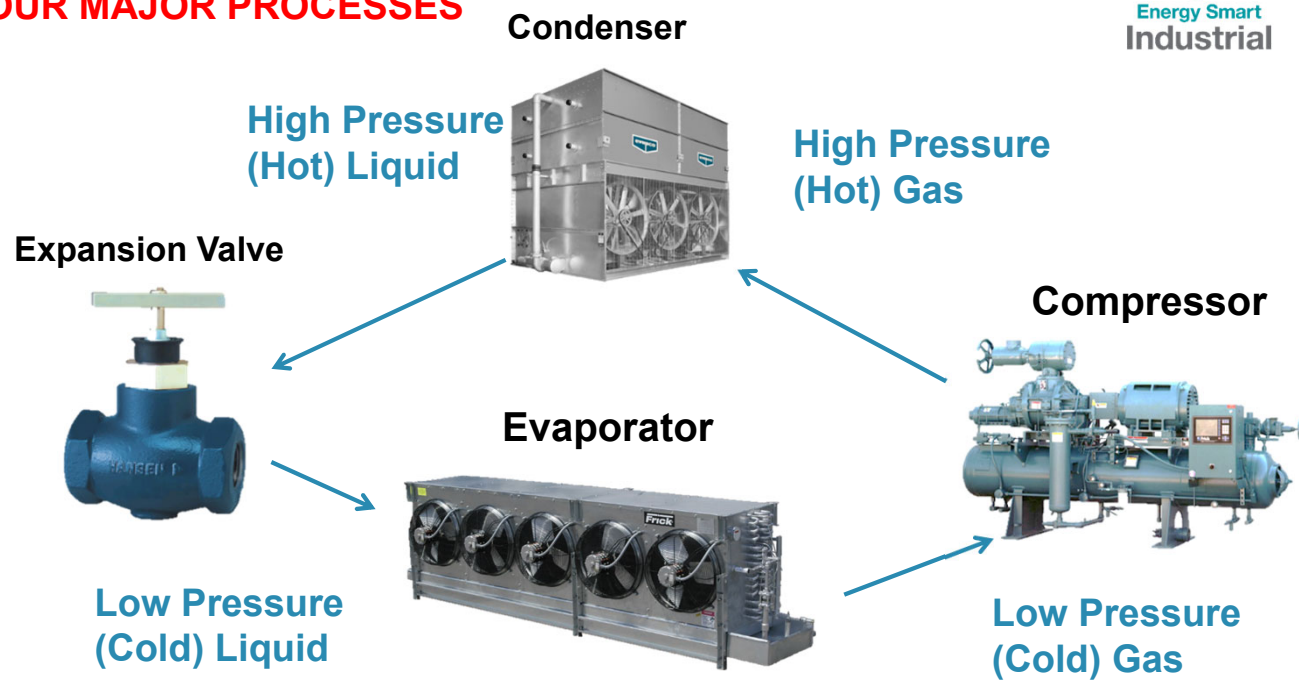 OUR MAJOR PROCESSES
Condenser
Energy Smart
Industrial
High Pressure
(Hot) Liquid
High Pressure
(Hot) Gas
Expansion Valve
Compressor
Evaporator
HANSEN
Frick
Low Pressure
(Cold) Liquid
Low Pressure
(Cold) Gas